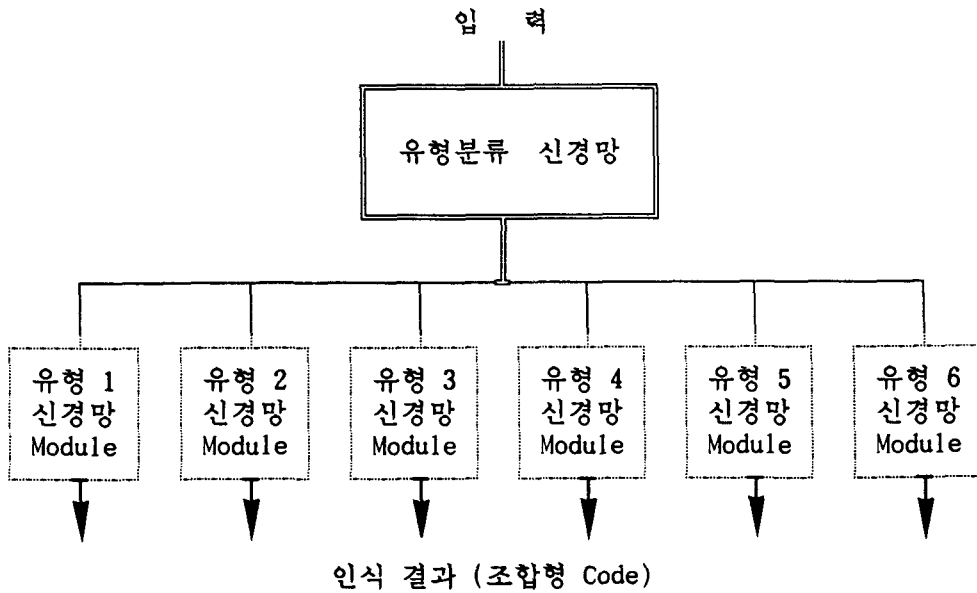 입 력
유형분류 신경망
유형 1
신경망
Module
유형 2
신경망
Module
유형 3
신경망
Module
유형 4
신경망
Module
유형 5
신경망
Module
유형 6
신경망
Module
인식 결과 (조합형 Code)